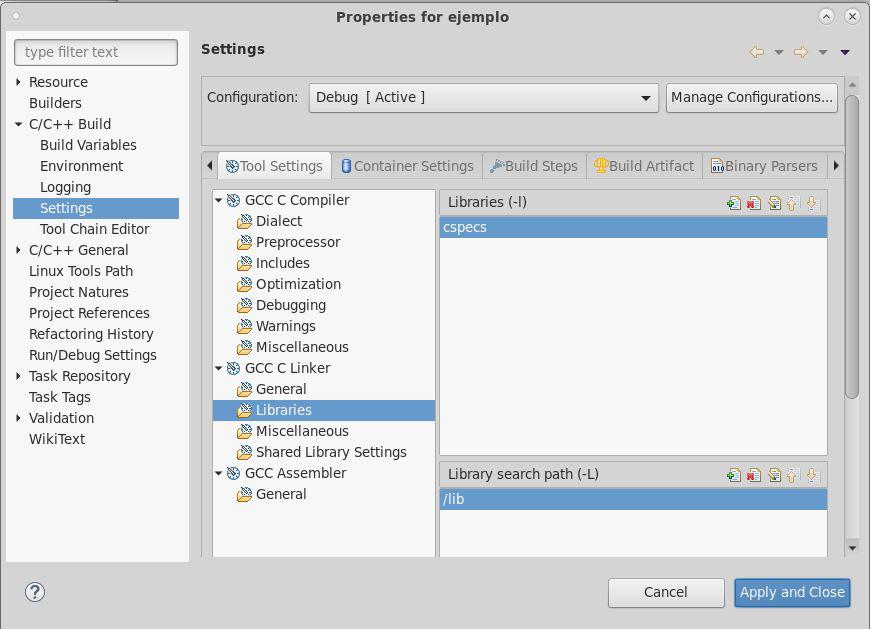 Properties for ejemplo
type filter text
Resource
Builders
C/C++ Build
Build Variables
Environment
Logging
Settings
Tool Chain Editor
C/C++ General
Linux Tools Path
Project Natures
Project References
Refactoring History
Run/Debug Settings
Task Repository
Task Tags
Validation
WikiText
Settings
Configuration: Debug [ Active ] Manage Configurations...
Tool Settings Container Settings Build Steps Build Artifact Binary Parsers
GCC C Compiler
Dialect
Preprocessor
Includes
Optimization
Debugging
Warnings
Miscellaneous
GCC C Linker
General
Libraries
Miscellaneous
Shared Library Settings
GCC Assembler
General
Libraries (-l)
cspecs
Library search path (-L)
/lib
? Cancel Apply and Close